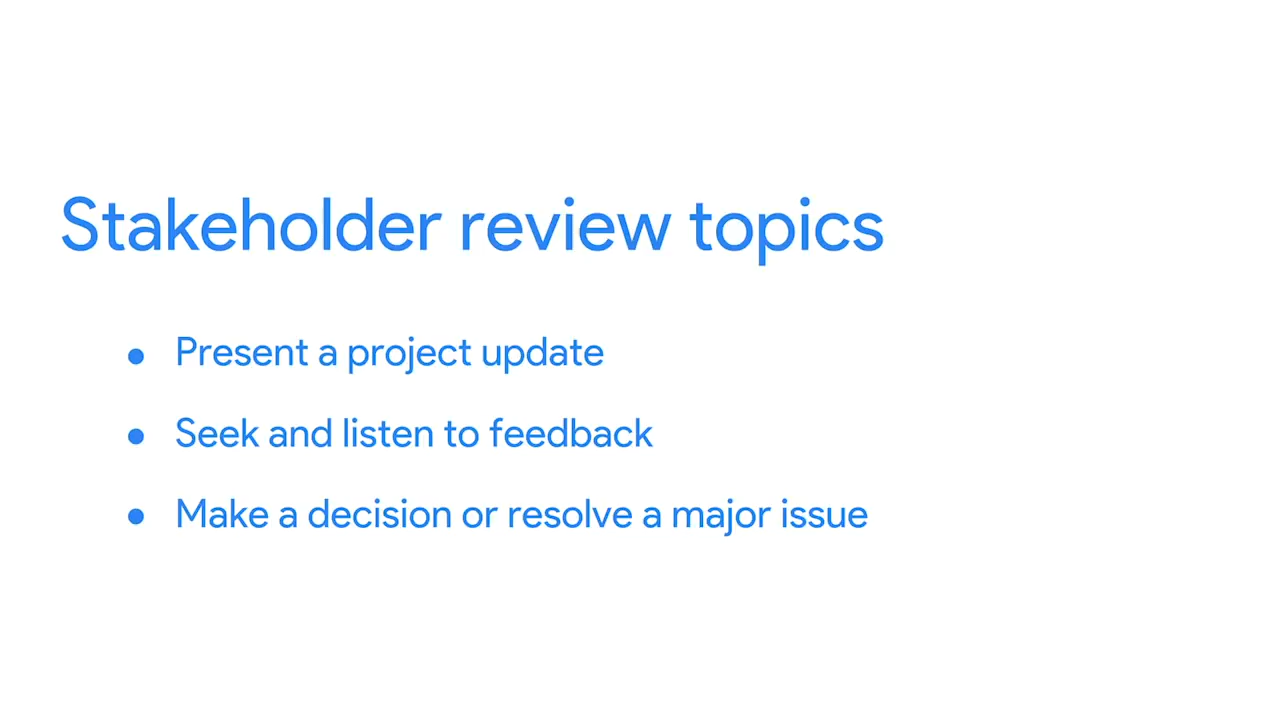 Stakeholder review topics
● Present a project update
● Seek and listen to feedback
● Make a decision or resolve a major issue